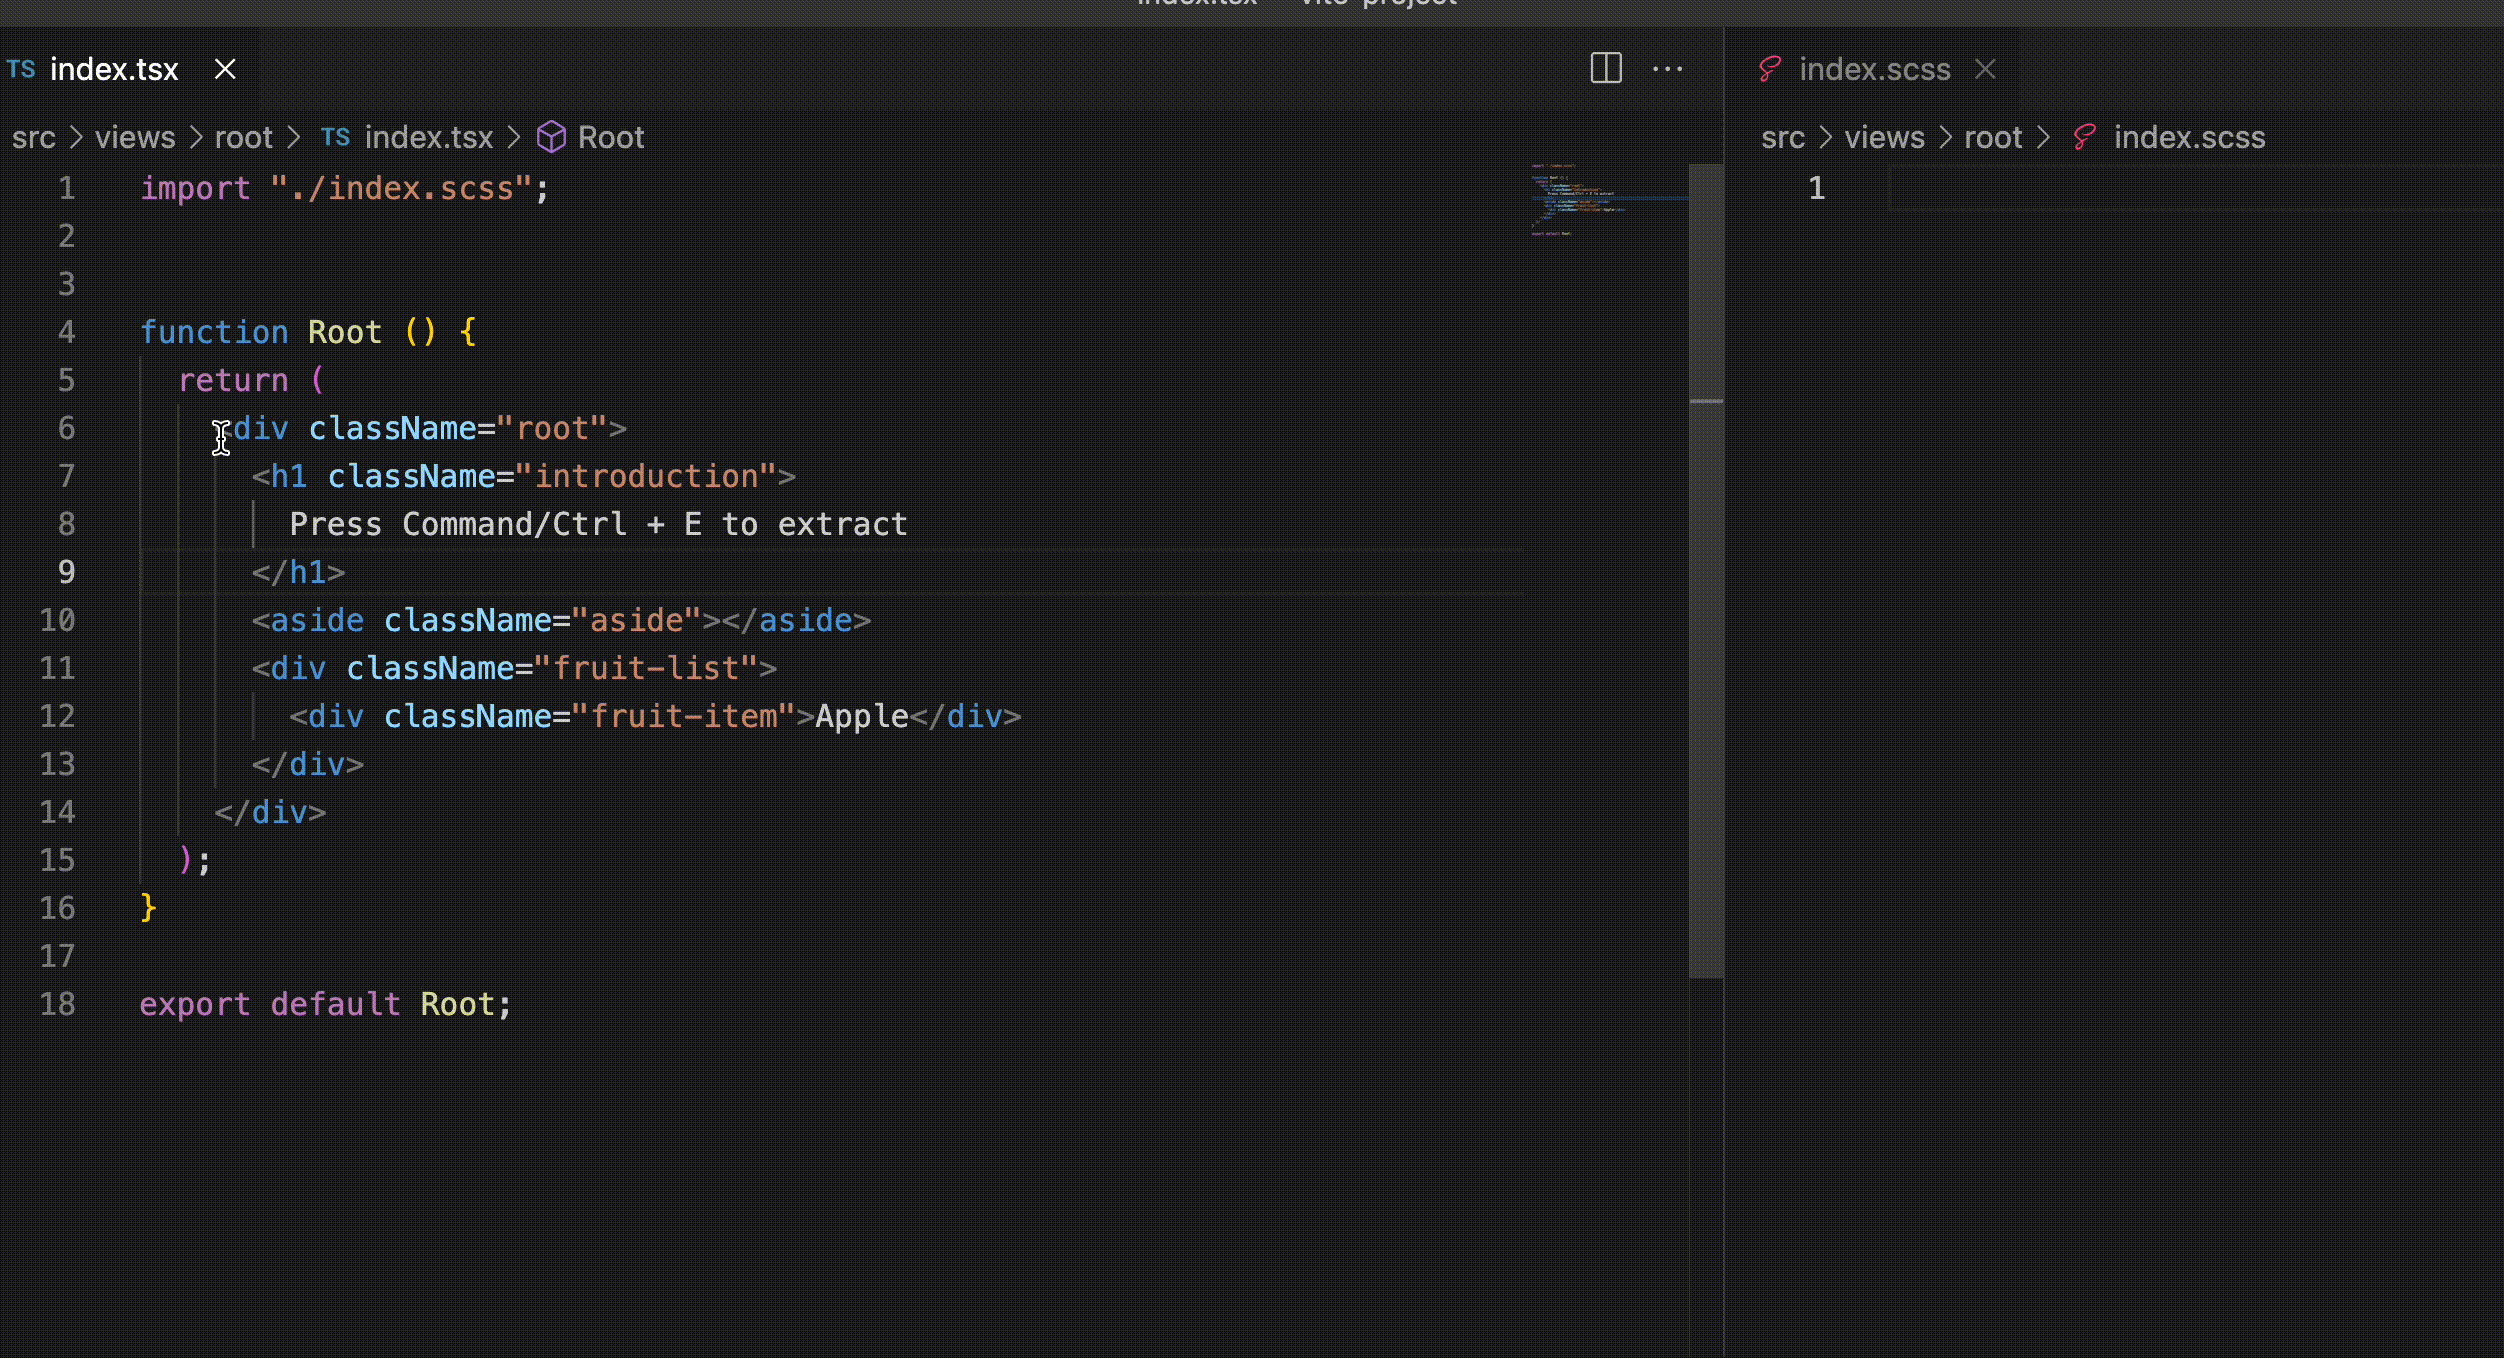 index.tsx — vite-project
TS index.tsx
index.scss
src > views > root > TS index.tsx > Root
src > views > root > index.scss
1 import "./index.scss";
2
3
4 function Root () {
5 return (
6 <div className="root">
7 <h1 className="introduction">
8 Press Command/Ctrl + E to extract
9 </h1>
10 <aside className="aside"></aside>
11 <div className="fruit-list">
12 <div className="fruit-item">Apple</div>
13 </div>
14 </div>
15 );
16 }
17
18 export default Root;
1